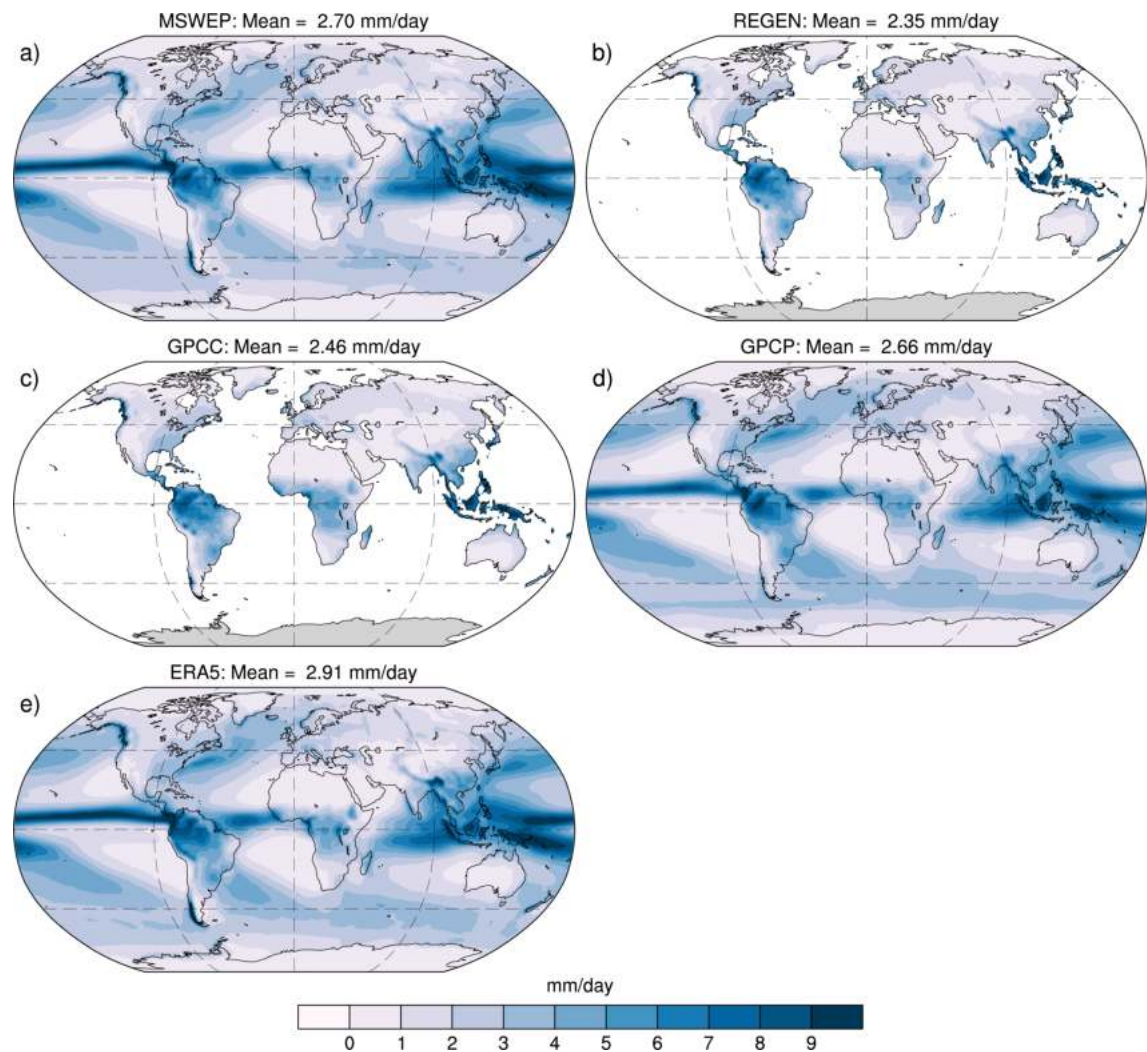 MSWEP: Mean = 2.70 mm/day
a)
REGEN: Mean = 2.35 mm/day
b)
GPCC: Mean = 2.46 mm/day
c)
GPCP: Mean = 2.66 mm/day
d)
ERA5: Mean = 2.91 mm/day
e)
mm/day
0 1 2 3 4 5 6 7 8 9